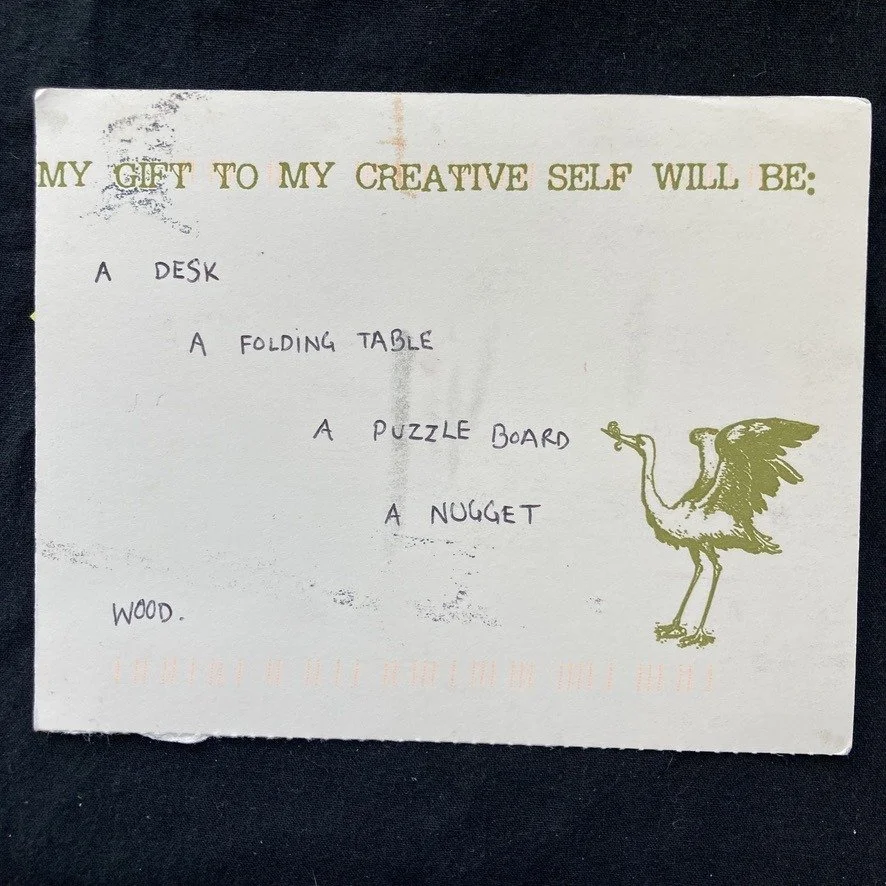 MY GIFT TO MY CREATIVE SELF WILL BE:
A DESK
A FOLDING TABLE
A PUZZLE BOARD
A NUGGET
WOOD.